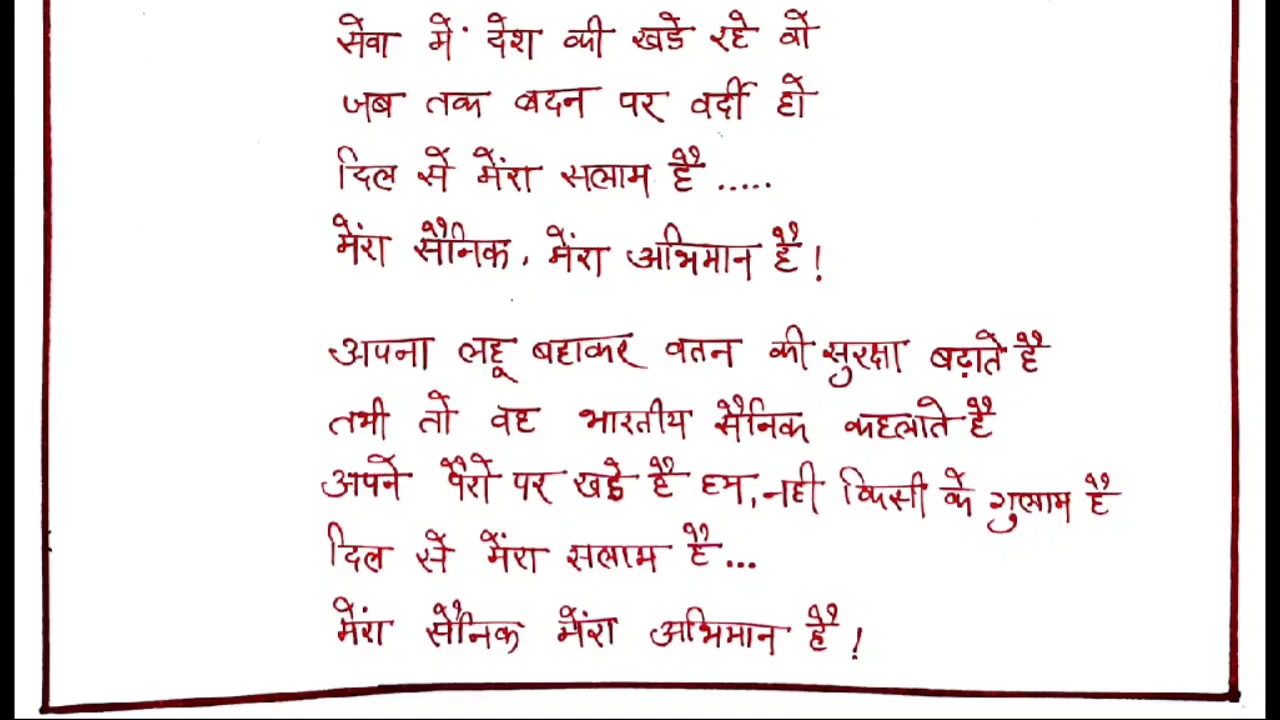 सेवा में देश की खडे रहे वो
जब तक बदन पर वर्दी हो
दिल से मेंरा सलाम है .....
मेंरा सैनिक, मेंरा अभिमान है !
अपना लहू बहाकर वतन की सुरक्षा बढ़ाते है
तभी तो वह भारतीय सैनिक कहलाते है
अपने पैरो पर खडे है हम, नही किसी के गुलाम है
दिल से मेंरा सलाम है...
मेंरा सैनिक मेंरा अभिमान है !